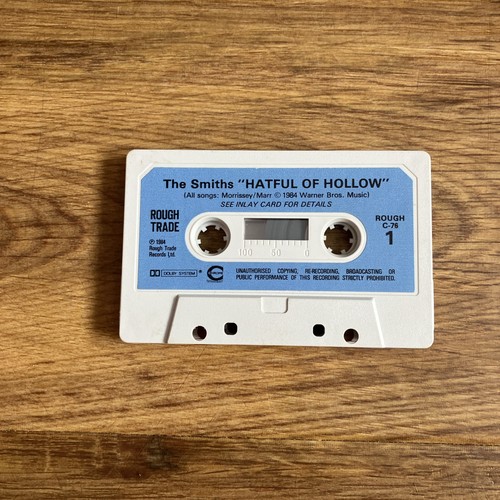 The Smiths "HATFUL OF HOLLOW"
(All songs: Morrissey/Marr © 1984 Warner Bros. Music)
SEE INLAY CARD FOR DETAILS
ROUGH
TRADE
℗ 1984
Rough Trade
Records Ltd.
ROUGH
C-76
1
100 50 0
DOLBY SYSTEM
UNAUTHORISED COPYING, RE-RECORDING, BROADCASTING OR
PUBLIC PERFORMANCE OF THIS RECORDING STRICTLY PROHIBITED.